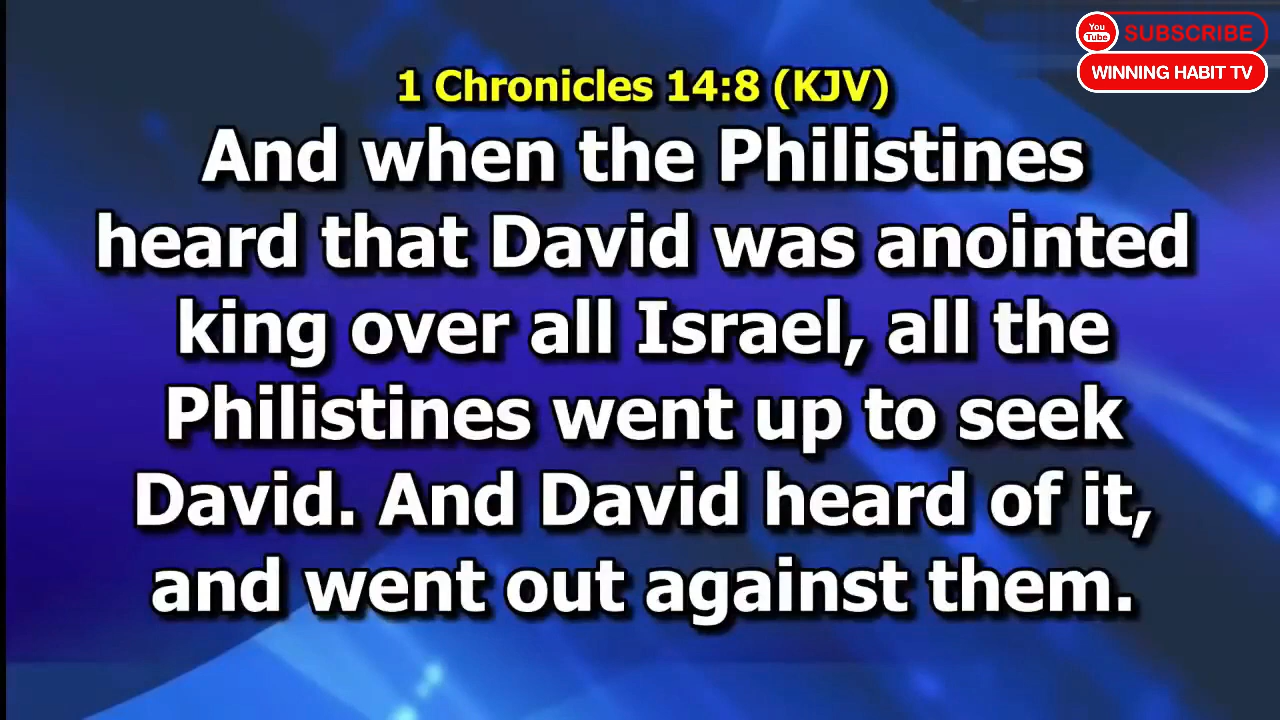 You
Tube
SUBSCRIBE
WINNING HABIT TV
1 Chronicles 14:8 (KJV)
And when the Philistines
heard that David was anointed
king over all Israel, all the
Philistines went up to seek
David. And David heard of it,
and went out against them.